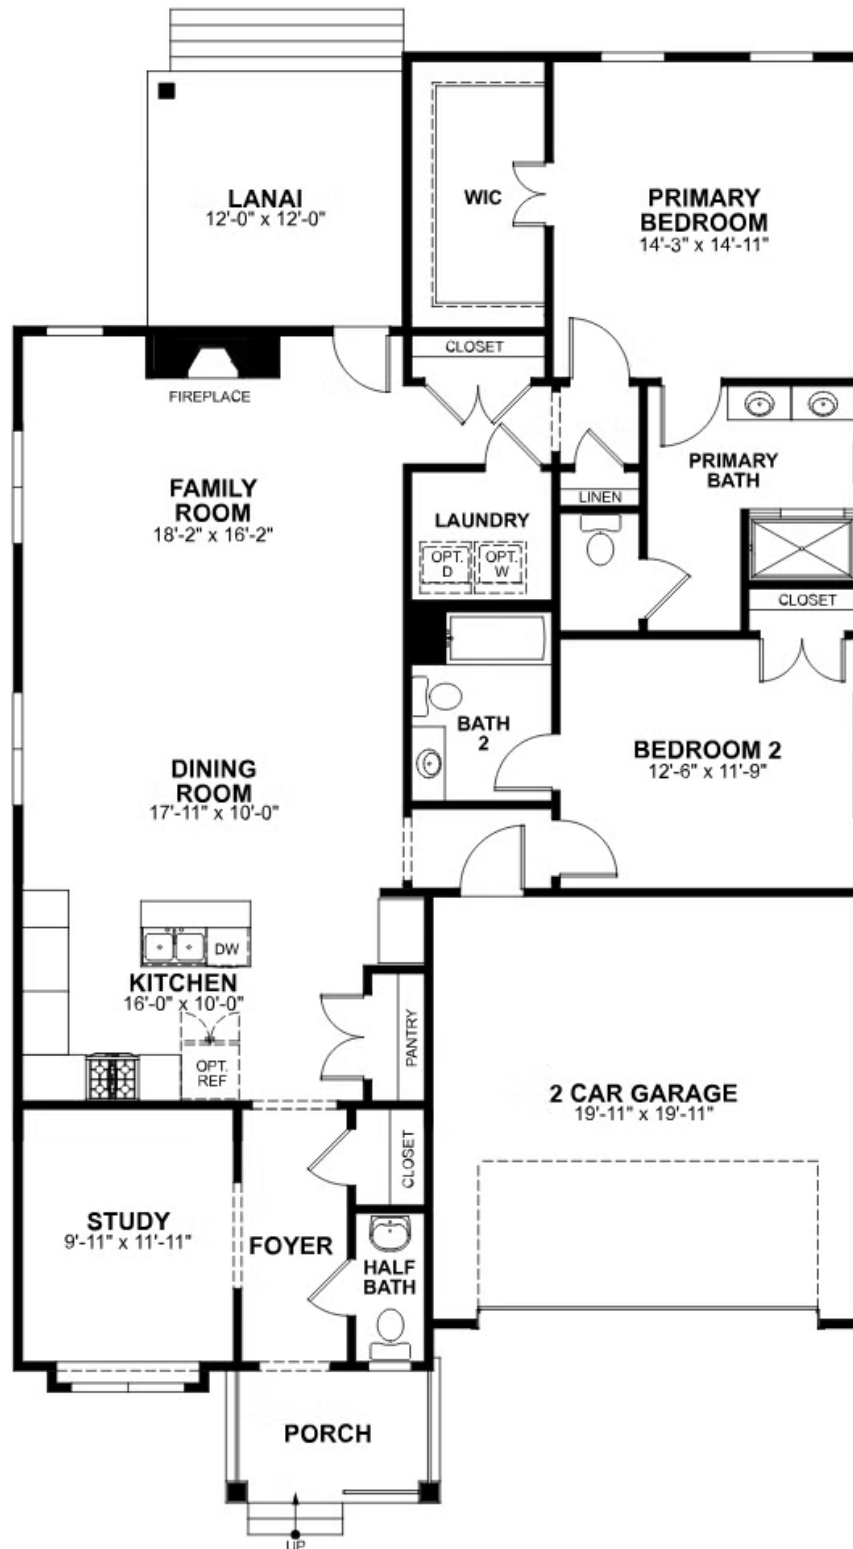 LANAI
12'-0" x 12'-0"
WIC
PRIMARY
BEDROOM
14'-3" x 14'-11"
CLOSET
FIREPLACE
FAMILY
ROOM
18'-2" x 16'-2"
PRIMARY
BATH
LINEN
LAUNDRY
OPT.
D
OPT.
W
CLOSET
BATH
2
BEDROOM 2
12'-6" x 11'-9"
DINING
ROOM
17'-11" x 10'-0"
DW
KITCHEN
16'-0" x 10'-0"
OPT.
REF
PANTRY
2 CAR GARAGE
19'-11" x 19'-11"
CLOSET
STUDY
9'-11" x 11'-11"
FOYER
HALF
BATH
PORCH
UP